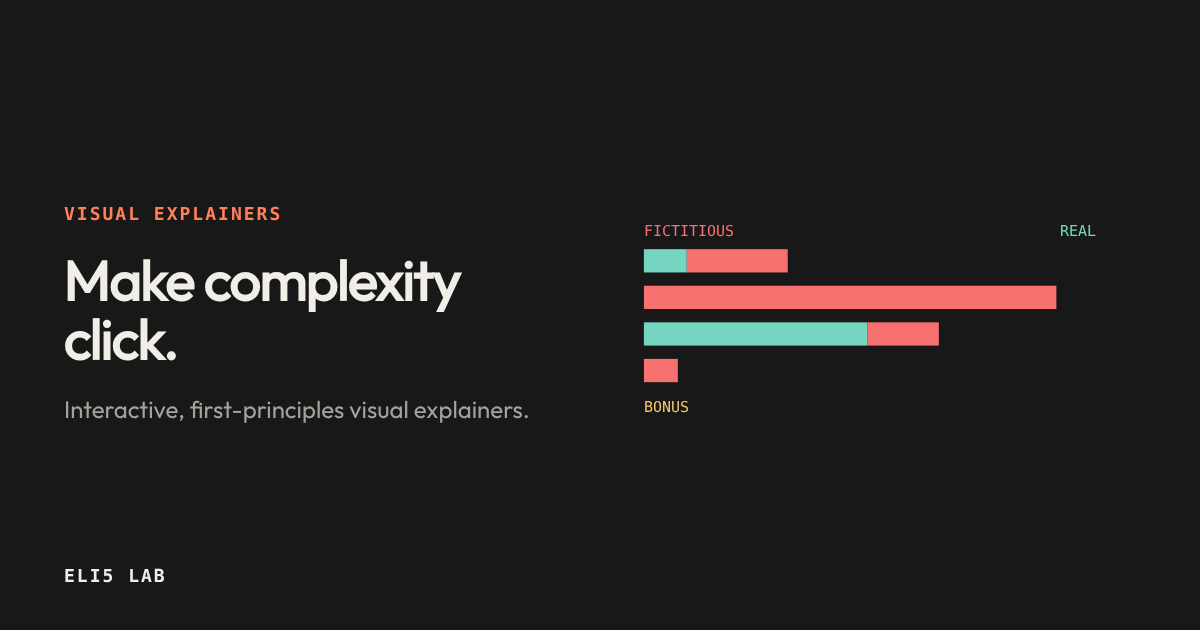 VISUAL EXPLAINERS
Make complexity
click.
Interactive, first-principles visual explainers.
FICTITIOUS
REAL
BONUS
ELI5 LAB